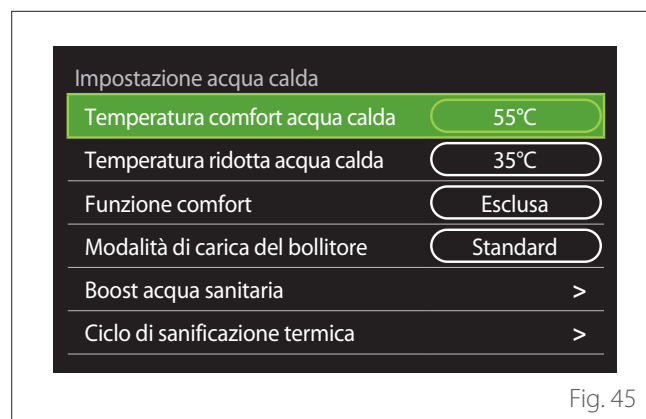 Impostazione acqua calda
Temperatura comfort acqua calda 55°C
Temperatura ridotta acqua calda 35°C
Funzione comfort Esclusa
Modalità di carica del bollitore Standard
Boost acqua sanitaria >
Ciclo di sanificazione termica >
Fig. 45